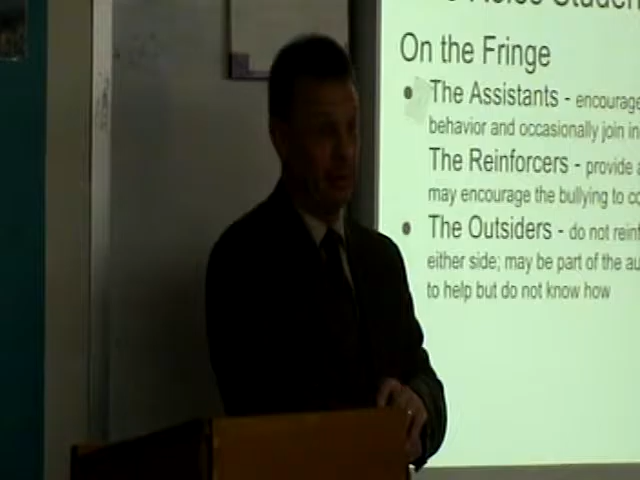 Studen
On the Fringe
The Assistants - encourage
behavior and occasionally join in
The Reinforcers - provide a
may encourage the bullying to co
The Outsiders - do not reinf
either side; may be part of the au
to help but do not know how